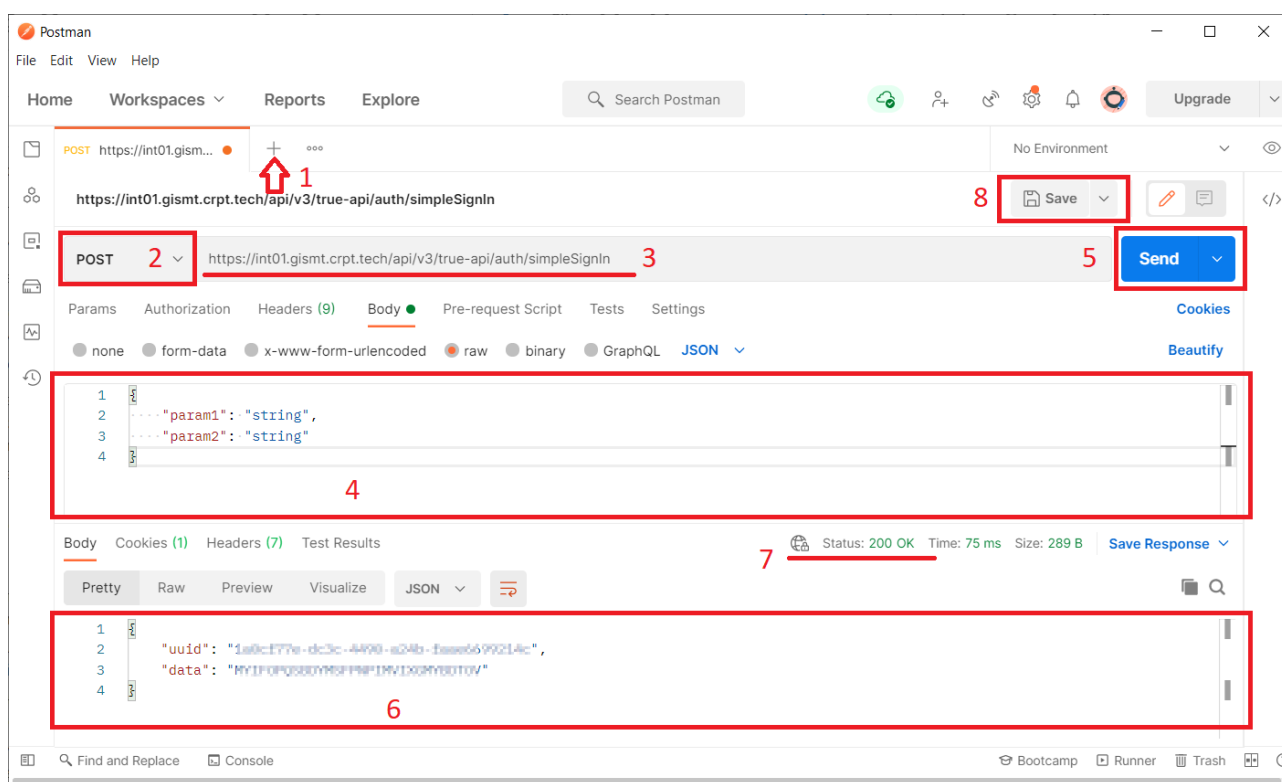 Postman
File Edit View Help
Home Workspaces Reports Explore Search Postman Upgrade
POST https://int01.gism... No Environment
1
https://int01.gismt.crpt.tech/api/v3/true-api/auth/simpleSignIn 8 Save
POST 2 https://int01.gismt.crpt.tech/api/v3/true-api/auth/simpleSignIn 3 5 Send
Params Authorization Headers (9) Body Pre-request Script Tests Settings Cookies
none form-data x-www-form-urlencoded raw binary GraphQL JSON Beautify
1 {
2 "param1": "string",
3 "param2": "string"
4 }
4
Body Cookies (1) Headers (7) Test Results Status: 200 OK Time: 75 ms Size: 289 B Save Response
7
Pretty Raw Preview Visualize JSON
1 {
2 "uuid": "
3 "data": "
4 }
6
Find and Replace Console Bootcamp Runner Trash